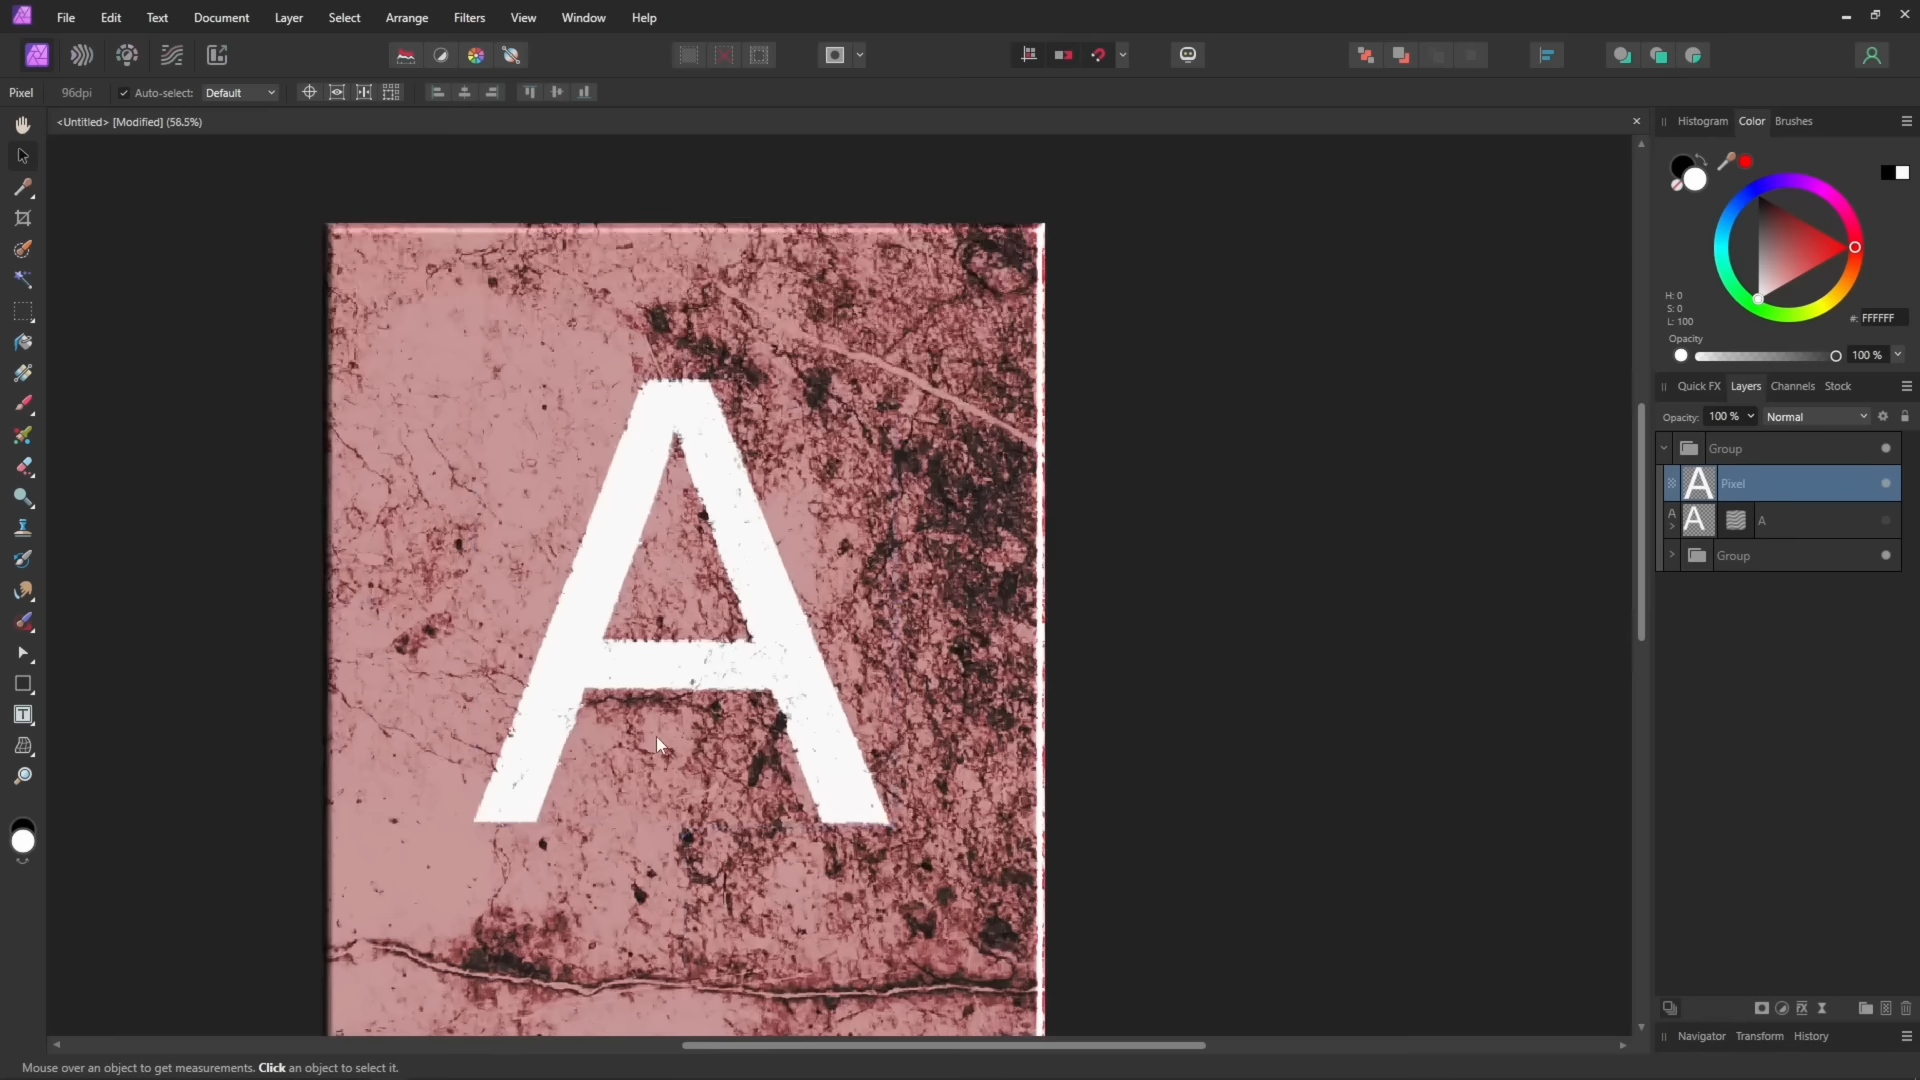 File Edit Text Document Layer Select Arrange Filters View Window Help
Pixel 96dpi Auto-select: Default
<Untitled> [Modified] (58.5%)
Histogram Color Brushes
H: 0
S: 0
L: 100
#: FFFFFF
Opacity
100 %
Quick FX Layers Channels Stock
Opacity: 100 % Normal
Group
A Pixel
A A A
Group
A
Navigator Transform History
Mouse over an object to get measurements. Click an object to select it.